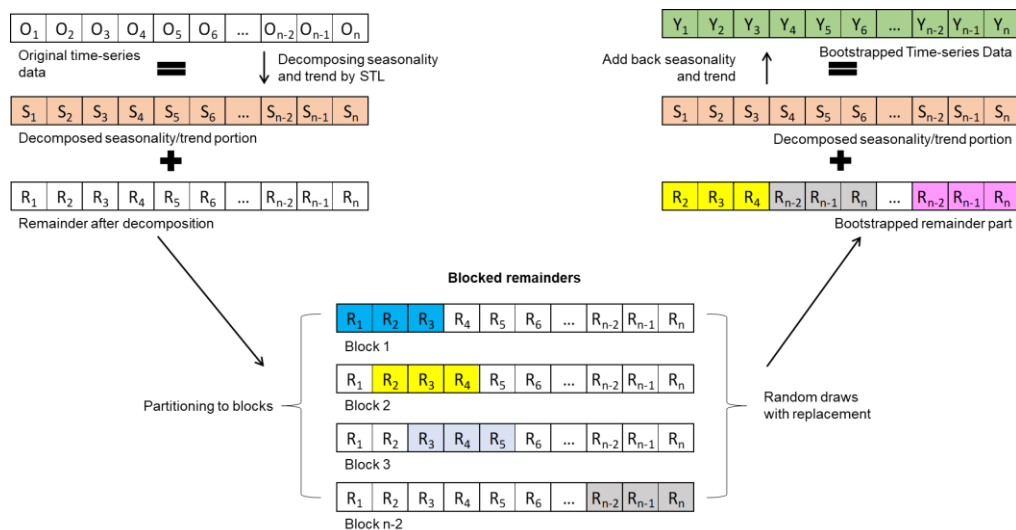 O1 O2 O3 O4 O5 O6 ... On-2 On-1 On
Original time-series
data
=
Decomposing seasonality
and trend by STL
S1 S2 S3 S4 S5 S6 ... Sn-2 Sn-1 Sn
Decomposed seasonality/trend portion
+
R1 R2 R3 R4 R5 R6 ... Rn-2 Rn-1 Rn
Remainder after decomposition
Y1 Y2 Y3 Y4 Y5 Y6 ... Yn-2 Yn-1 Yn
Bootstrapped Time-series Data
Add back seasonality
and trend
=
S1 S2 S3 S4 S5 S6 ... Sn-2 Sn-1 Sn
Decomposed seasonality/trend portion
+
R2 R3 R4 Rn-2 Rn-1 Rn ... Rn-2 Rn-1 Rn
Bootstrapped remainder part
Blocked remainders
R1 R2 R3 R4 R5 R6 ... Rn-2 Rn-1 Rn
Block 1
R1 R2 R3 R4 R5 R6 ... Rn-2 Rn-1 Rn
Block 2
R1 R2 R3 R4 R5 R6 ... Rn-2 Rn-1 Rn
Block 3
R1 R2 R3 R4 R5 R6 ... Rn-2 Rn-1 Rn
Block n-2
Partitioning to blocks
Random draws
with replacement